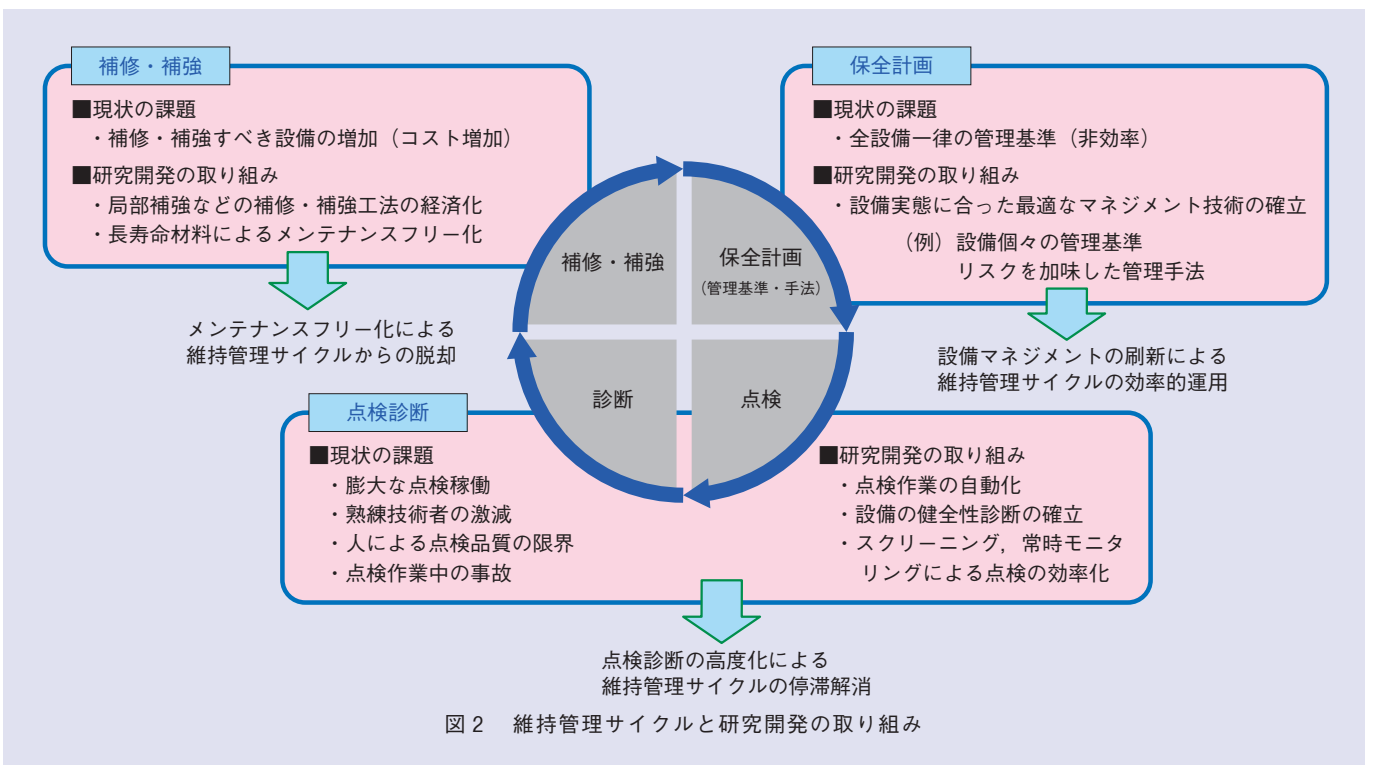 補修・補強
■現状の課題
・補修・補強すべき設備の増加（コスト増加）
■研究開発の取り組み
・局部補強などの補修・補強工法の経済化
・長寿命材料によるメンテナンスフリー化
メンテナンスフリー化による
維持管理サイクルからの脱却
保全計画
■現状の課題
・全設備一律の管理基準（非効率）
■研究開発の取り組み
・設備実態に合った最適なマネジメント技術の確立
（例）設備個々の管理基準
リスクを加味した管理手法
設備マネジメントの刷新による
維持管理サイクルの効率的運用
補修・補強
保全計画
（管理基準・手法）
診断
点検
点検診断
■現状の課題
・膨大な点検稼働
・熟練技術者の激減
・人による点検品質の限界
・点検作業中の事故
■研究開発の取り組み
・点検作業の自動化
・設備の健全性診断の確立
・スクリーニング，常時モニタ
リングによる点検の効率化
点検診断の高度化による
維持管理サイクルの停滞解消
図2　維持管理サイクルと研究開発の取り組み